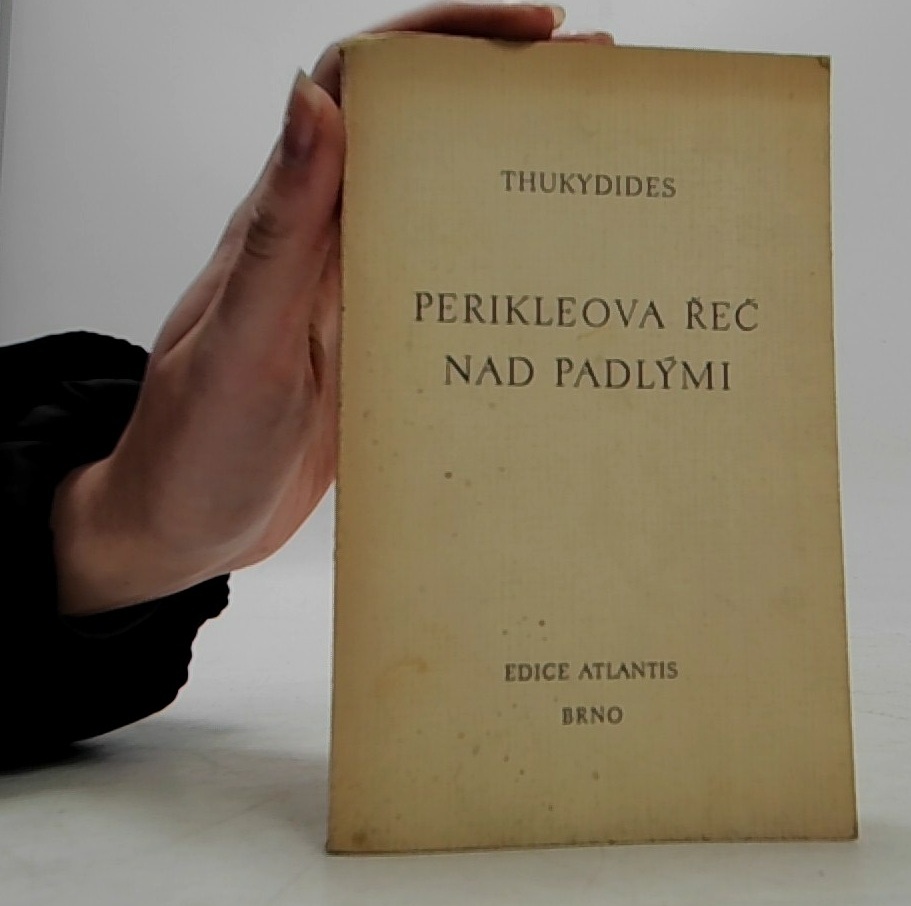 THUKYDIDES
PERIKLEOVA ŘEČ
NAD PADLÝMI
EDICE ATLANTIS
BRNO